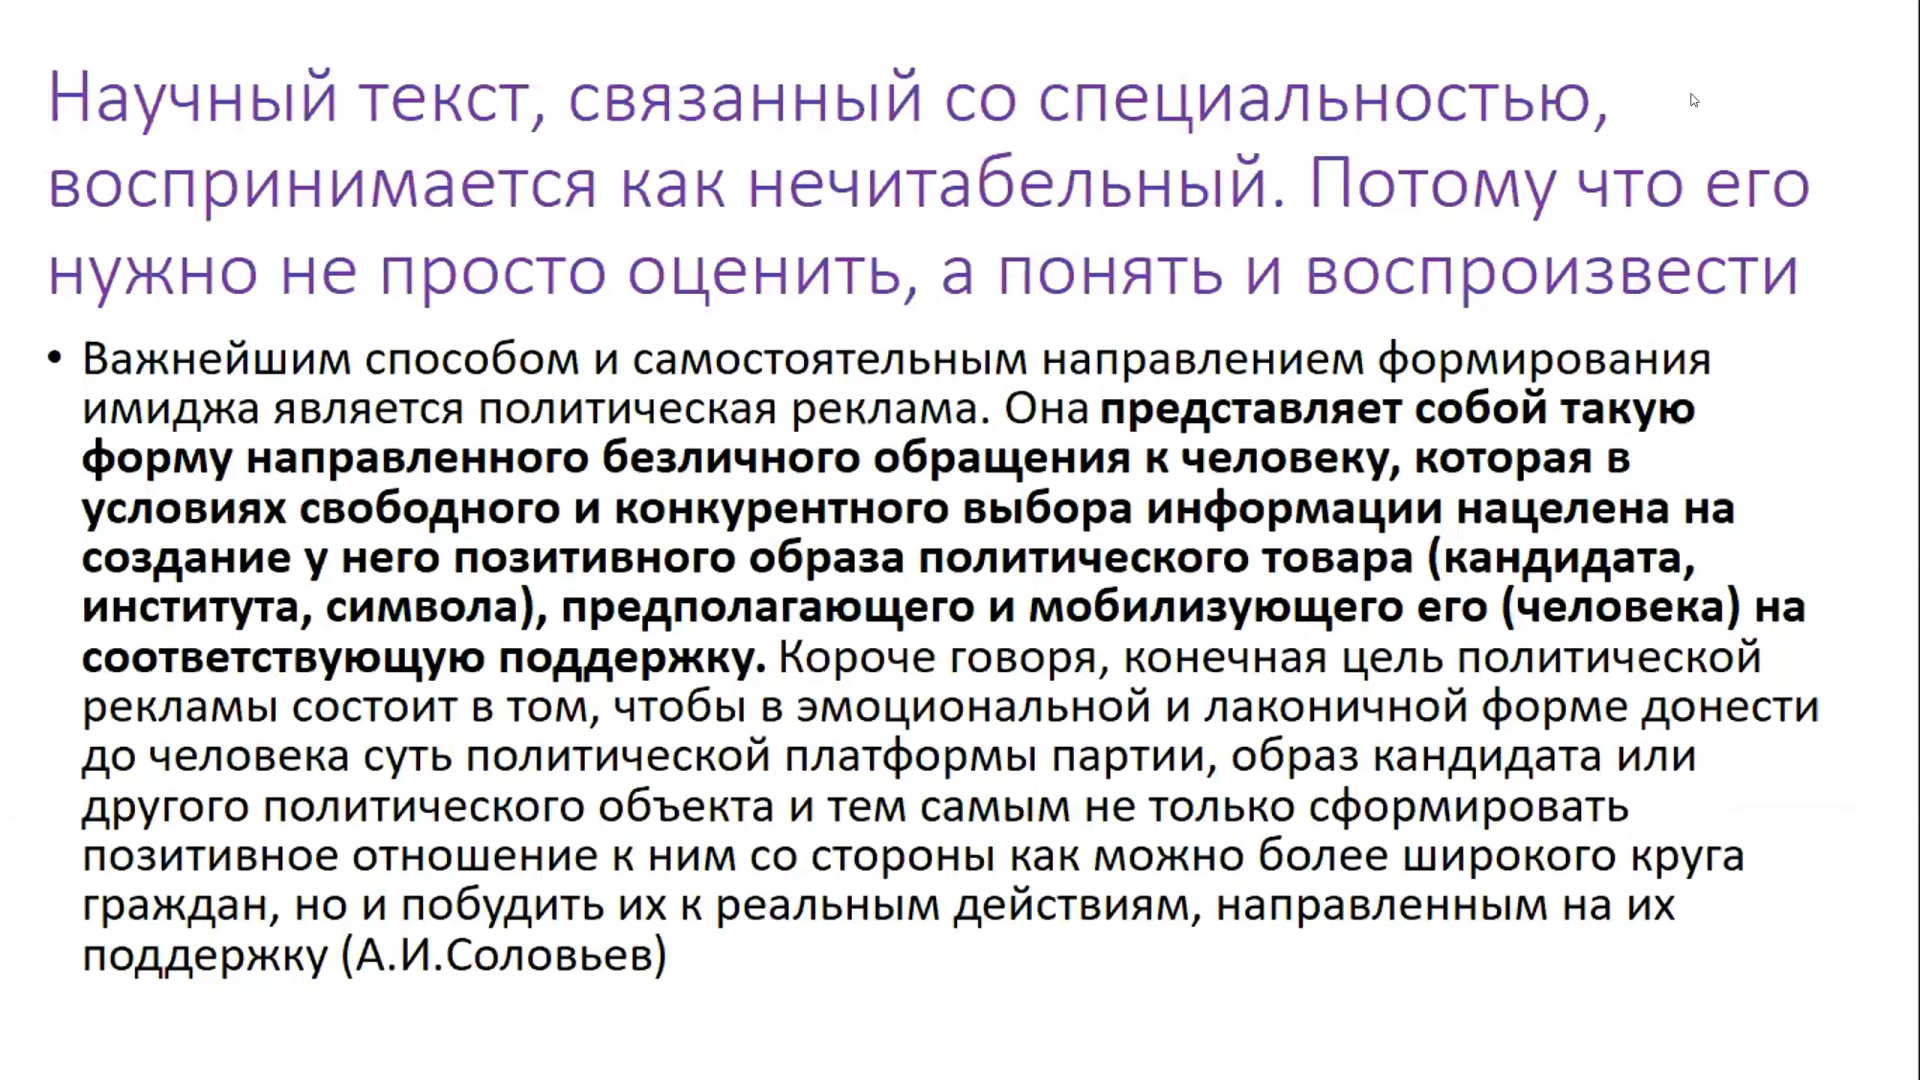 Научный текст, связанный со специальностью,
воспринимается как нечитабельный. Потому что его
нужно не просто оценить, а понять и воспроизвести
• Важнейшим способом и самостоятельным направлением формирования
имиджа является политическая реклама. Она представляет собой такую
форму направленного безличного обращения к человеку, которая в
условиях свободного и конкурентного выбора информации нацелена на
создание у него позитивного образа политического товара (кандидата,
института, символа), предполагающего и мобилизующего его (человека) на
соответствующую поддержку. Короче говоря, конечная цель политической
рекламы состоит в том, чтобы в эмоциональной и лаконичной форме донести
до человека суть политической платформы партии, образ кандидата или
другого политического объекта и тем самым не только сформировать
позитивное отношение к ним со стороны как можно более широкого круга
граждан, но и побудить их к реальным действиям, направленным на их
поддержку (А.И.Соловьев)